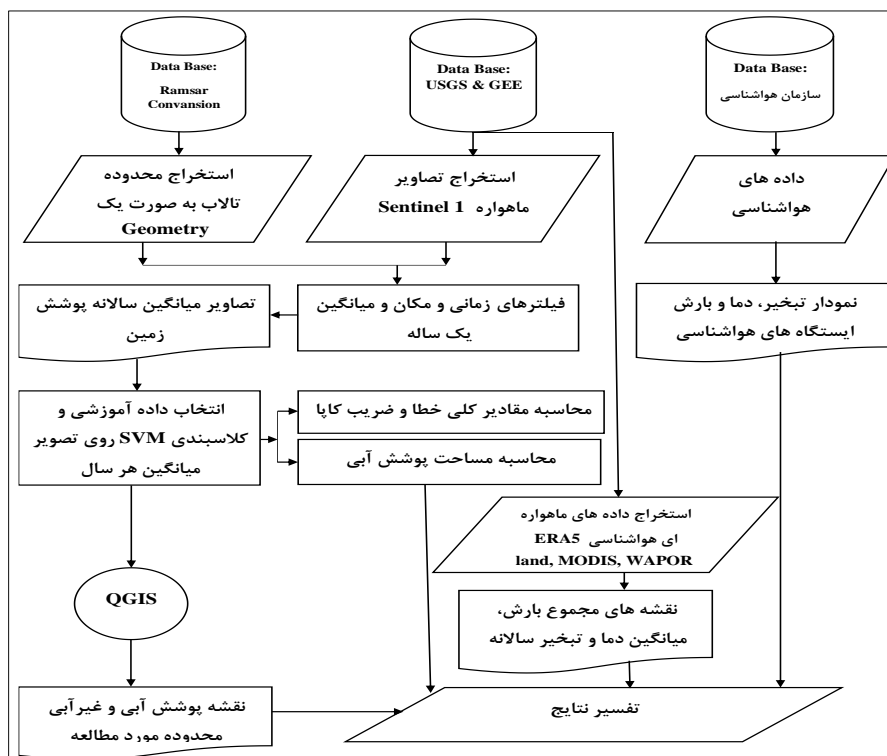 Data Base:
Ramsar
Convansion
Data Base:
USGS & GEE
Data Base:
سازمان هواشناسی
استخراج محدوده
تالاب به صورت یک
Geometry
استخراج تصاویر
ماهواره Sentinel 1
داده های
هواشناسی
تصاویر میانگین سالانه پوشش
زمین
فیلترهای زمانی و مکان و میانگین
یک ساله
نمودار تبخیر، دما و بارش
ایستگاه های هواشناسی
انتخاب داده آموزشی و
کلاسبندی SVM روی تصویر
میانگین هر سال
محاسبه مقادیر کلی خطا و ضریب کاپا
محاسبه مساحت پوشش آبی
استخراج داده های ماهواره
ای هواشناسی ERA5
land, MODIS, WAPOR
QGIS
نقشه های مجموع بارش،
میانگین دما و تبخیر سالانه
نقشه پوشش آبی و غیرآبی
محدوده مورد مطالعه
تفسیر نتایج